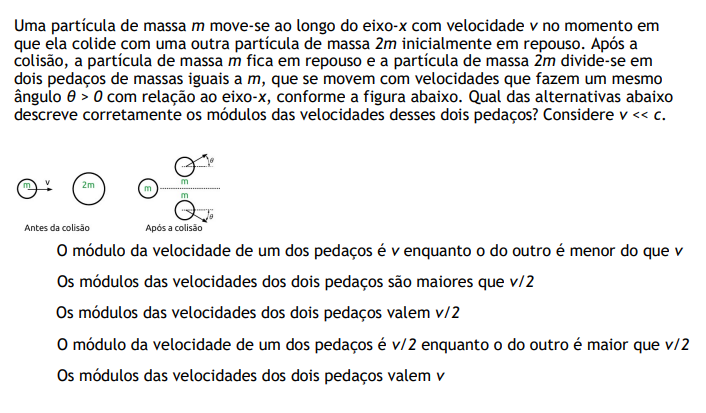 Uma partícula de massa m move-se ao longo do eixo-x com velocidade v no momento em
que ela colide com uma outra partícula de massa 2m inicialmente em repouso. Após a
colisão, a partícula de massa m fica em repouso e a partícula de massa 2m divide-se em
dois pedaços de massas iguais a m, que se movem com velocidades que fazem um mesmo
ângulo θ > 0 com relação ao eixo-x, conforme a figura abaixo. Qual das alternativas abaixo
descreve corretamente os módulos das velocidades desses dois pedaços? Considere v << c.
m v 2m
Antes da colisão
θ
m
m
m
θ
Após a colisão
O módulo da velocidade de um dos pedaços é v enquanto o do outro é menor do que v
Os módulos das velocidades dos dois pedaços são maiores que v/2
Os módulos das velocidades dos dois pedaços valem v/2
O módulo da velocidade de um dos pedaços é v/2 enquanto o do outro é maior que v/2
Os módulos das velocidades dos dois pedaços valem v